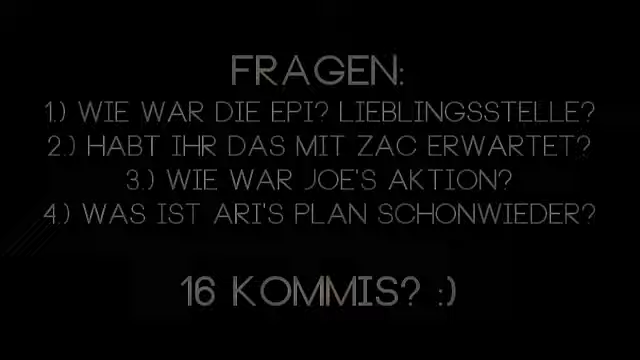 FRAGEN:
1.) WIE WAR DIE EPI? LIEBLINGSSTELLE?
2.) HABT IHR DAS MIT ZAC ERWARTET?
3.) WIE WAR JOE'S AKTION?
4.) WAS IST ARI'S PLAN SCHONWIEDER?
16 KOMMIS? :)